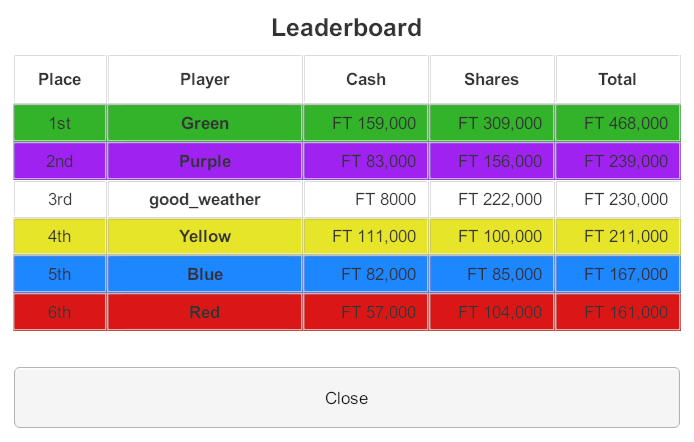 Leaderboard
Place Player Cash Shares Total
1st Green FT 159,000 FT 309,000 FT 468,000
2nd Purple FT 83,000 FT 156,000 FT 239,000
3rd good_weather FT 8000 FT 222,000 FT 230,000
4th Yellow FT 111,000 FT 100,000 FT 211,000
5th Blue FT 82,000 FT 85,000 FT 167,000
6th Red FT 57,000 FT 104,000 FT 161,000
Close